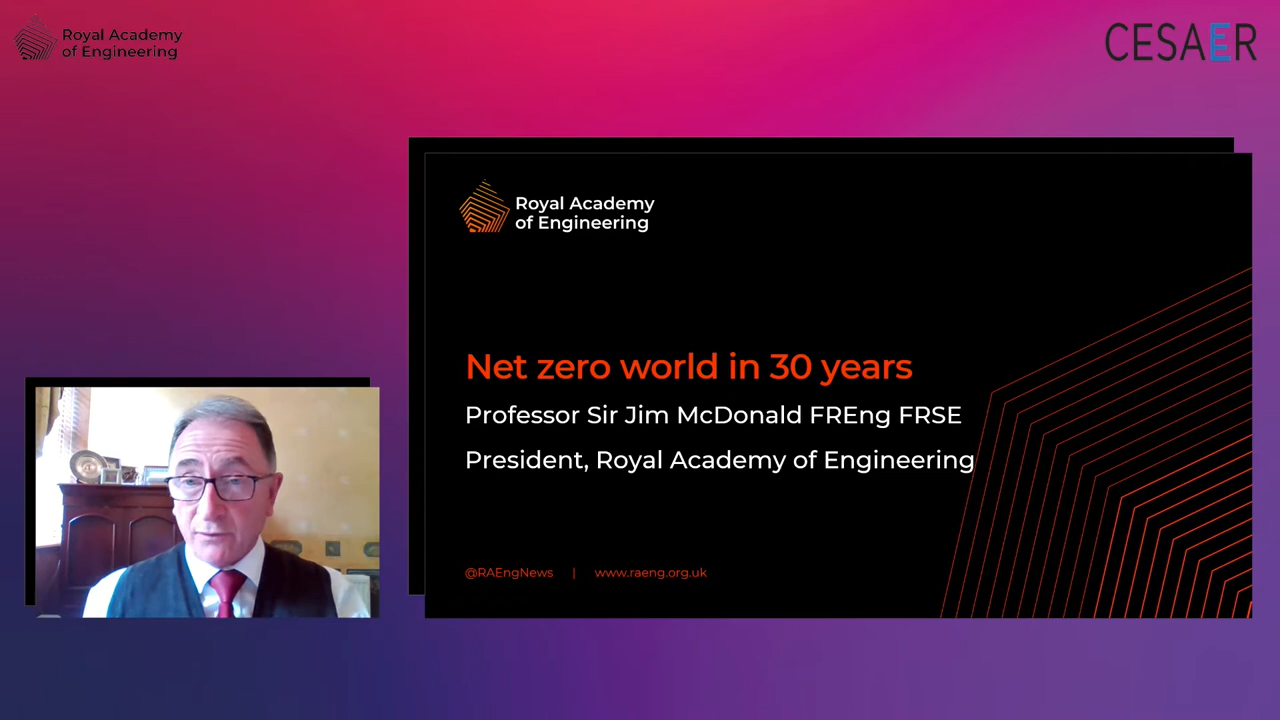 Royal Academy
of Engineering
CESAER
Royal Academy
of Engineering
Net zero world in 30 years
Professor Sir Jim McDonald FREng FRSE
President, Royal Academy of Engineering
@RAEngNews | www.raeng.org.uk